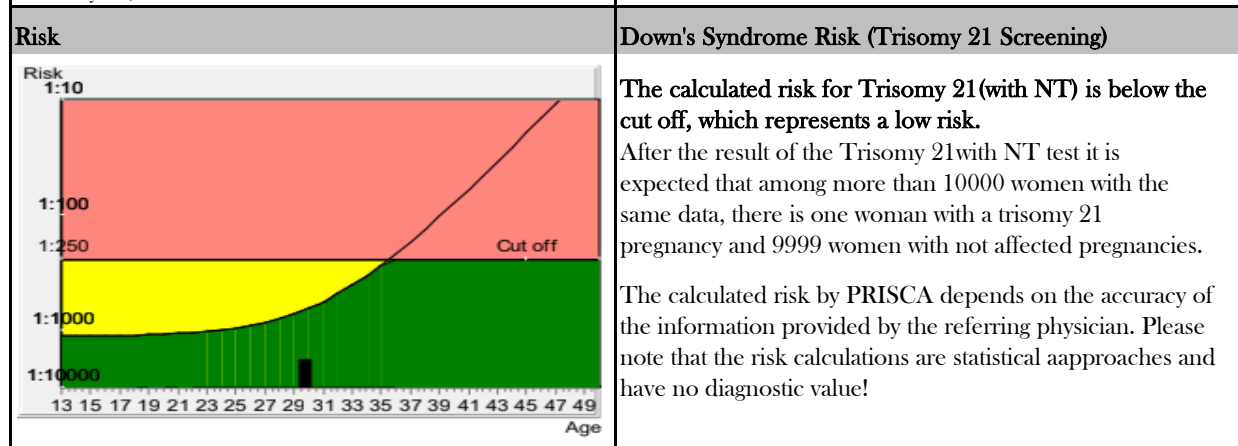 Risk
Down's Syndrome Risk (Trisomy 21 Screening)
Risk
1:10
1:100
1:250
Cut off
1:1000
1:10000
13 15 17 19 21 23 25 27 29 31 33 35 37 39 41 43 45 47 49
Age
The calculated risk for Trisomy 21(with NT) is below the
cut off, which represents a low risk.
After the result of the Trisomy 21with NT test it is
expected that among more than 10000 women with the
same data, there is one woman with a trisomy 21
pregnancy and 9999 women with not affected pregnancies.
The calculated risk by PRISCA depends on the accuracy of
the information provided by the referring physician. Please
note that the risk calculations are statistical aapproaches and
have no diagnostic value!